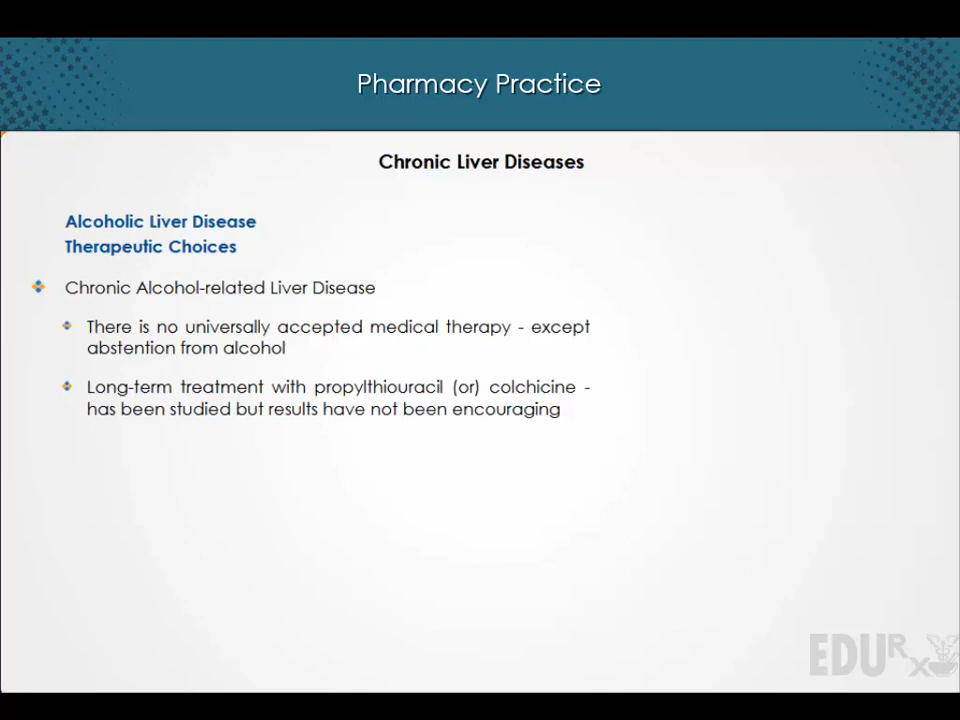 Pharmacy Practice
Chronic Liver Diseases
Alcoholic Liver Disease
Therapeutic Choices
Chronic Alcohol-related Liver Disease
There is no universally accepted medical therapy - except
abstention from alcohol
Long-term treatment with propylthiouracil (or) colchicine -
has been studied but results have not been encouraging
EDURx